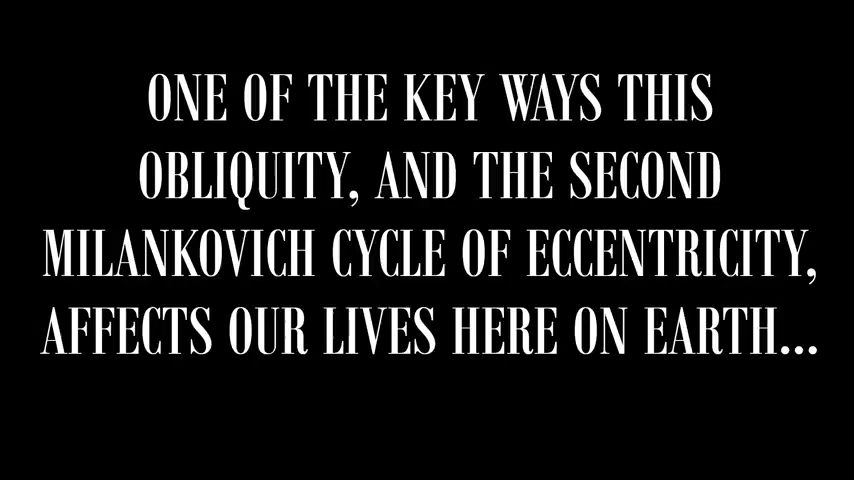 ONE OF THE KEY WAYS THIS
OBLIQUITY, AND THE SECOND
MILANKOVICH CYCLE OF ECCENTRICITY,
AFFECTS OUR LIVES HERE ON EARTH...